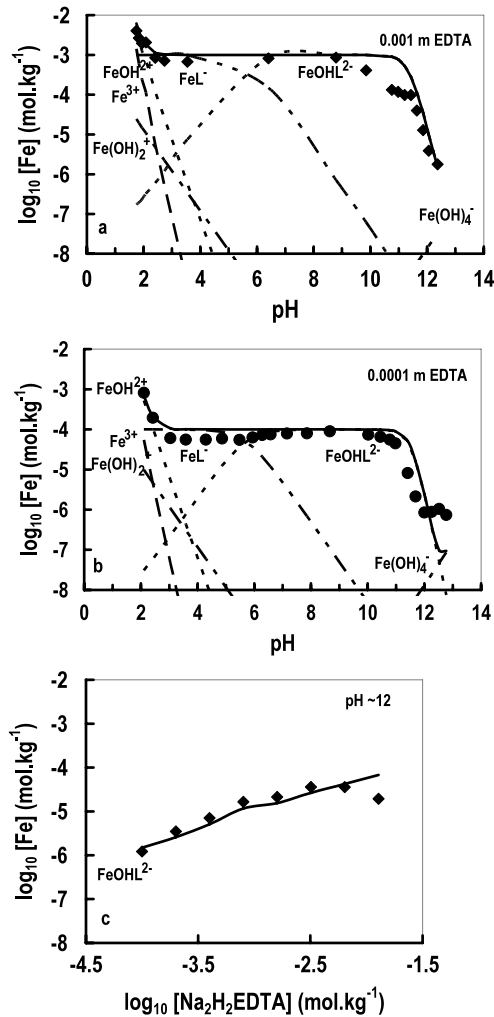 -1
0.001 m EDTA
-2
-3
FeOH2+
FeL-
FeOHL2-
-4
Fe3+
-5
Fe(OH)2+
-6
-7
Fe(OH)4-
a
-8
0 2 4 6 8 10 12 14
pH
log10 [Fe] (mol.kg-1)
-2
0.0001 m EDTA
-3
FeOH2+
-4
Fe3+
FeL-
FeOHL2-
Fe(OH)2
-5
-6
-7
Fe(OH)4-
b
-8
0 2 4 6 8 10 12 14
pH
log10 [Fe] (mol.kg-1)
-2
pH ~12
-3
-4
-5
-6
FeOHL2-
-7
c
-8
-4.5 -3.5 -2.5 -1.5
log10 [Na2H2EDTA] (mol.kg-1)
log10 [Fe] (mol.kg-1)